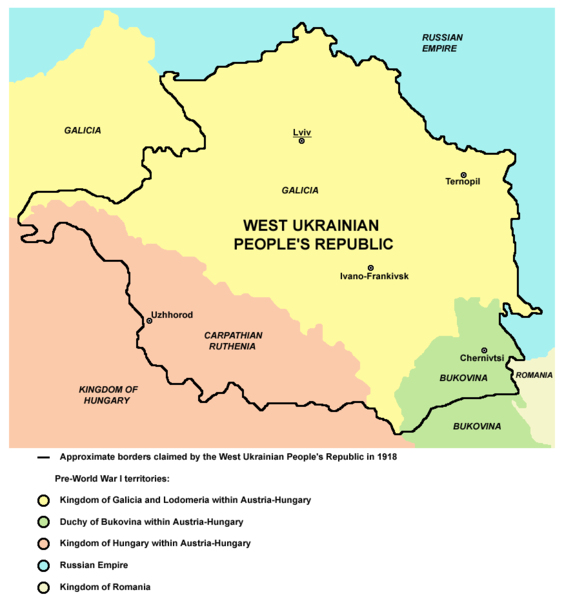 RUSSIAN
EMPIRE
GALICIA
Lviv
Ternopil
GALICIA
WEST UKRAINIAN
PEOPLE'S REPUBLIC
Ivano-Frankivsk
Uzhhorod
CARPATHIAN
RUTHENIA
Chernivtsi
ROMANIA
BUKOVINA
KINGDOM OF
HUNGARY
BUKOVINA
Approximate borders claimed by the West Ukrainian People's Republic in 1918
Pre-World War I territories:
Kingdom of Galicia and Lodomeria within Austria-Hungary
Duchy of Bukovina within Austria-Hungary
Kingdom of Hungary within Austria-Hungary
Russian Empire
Kingdom of Romania